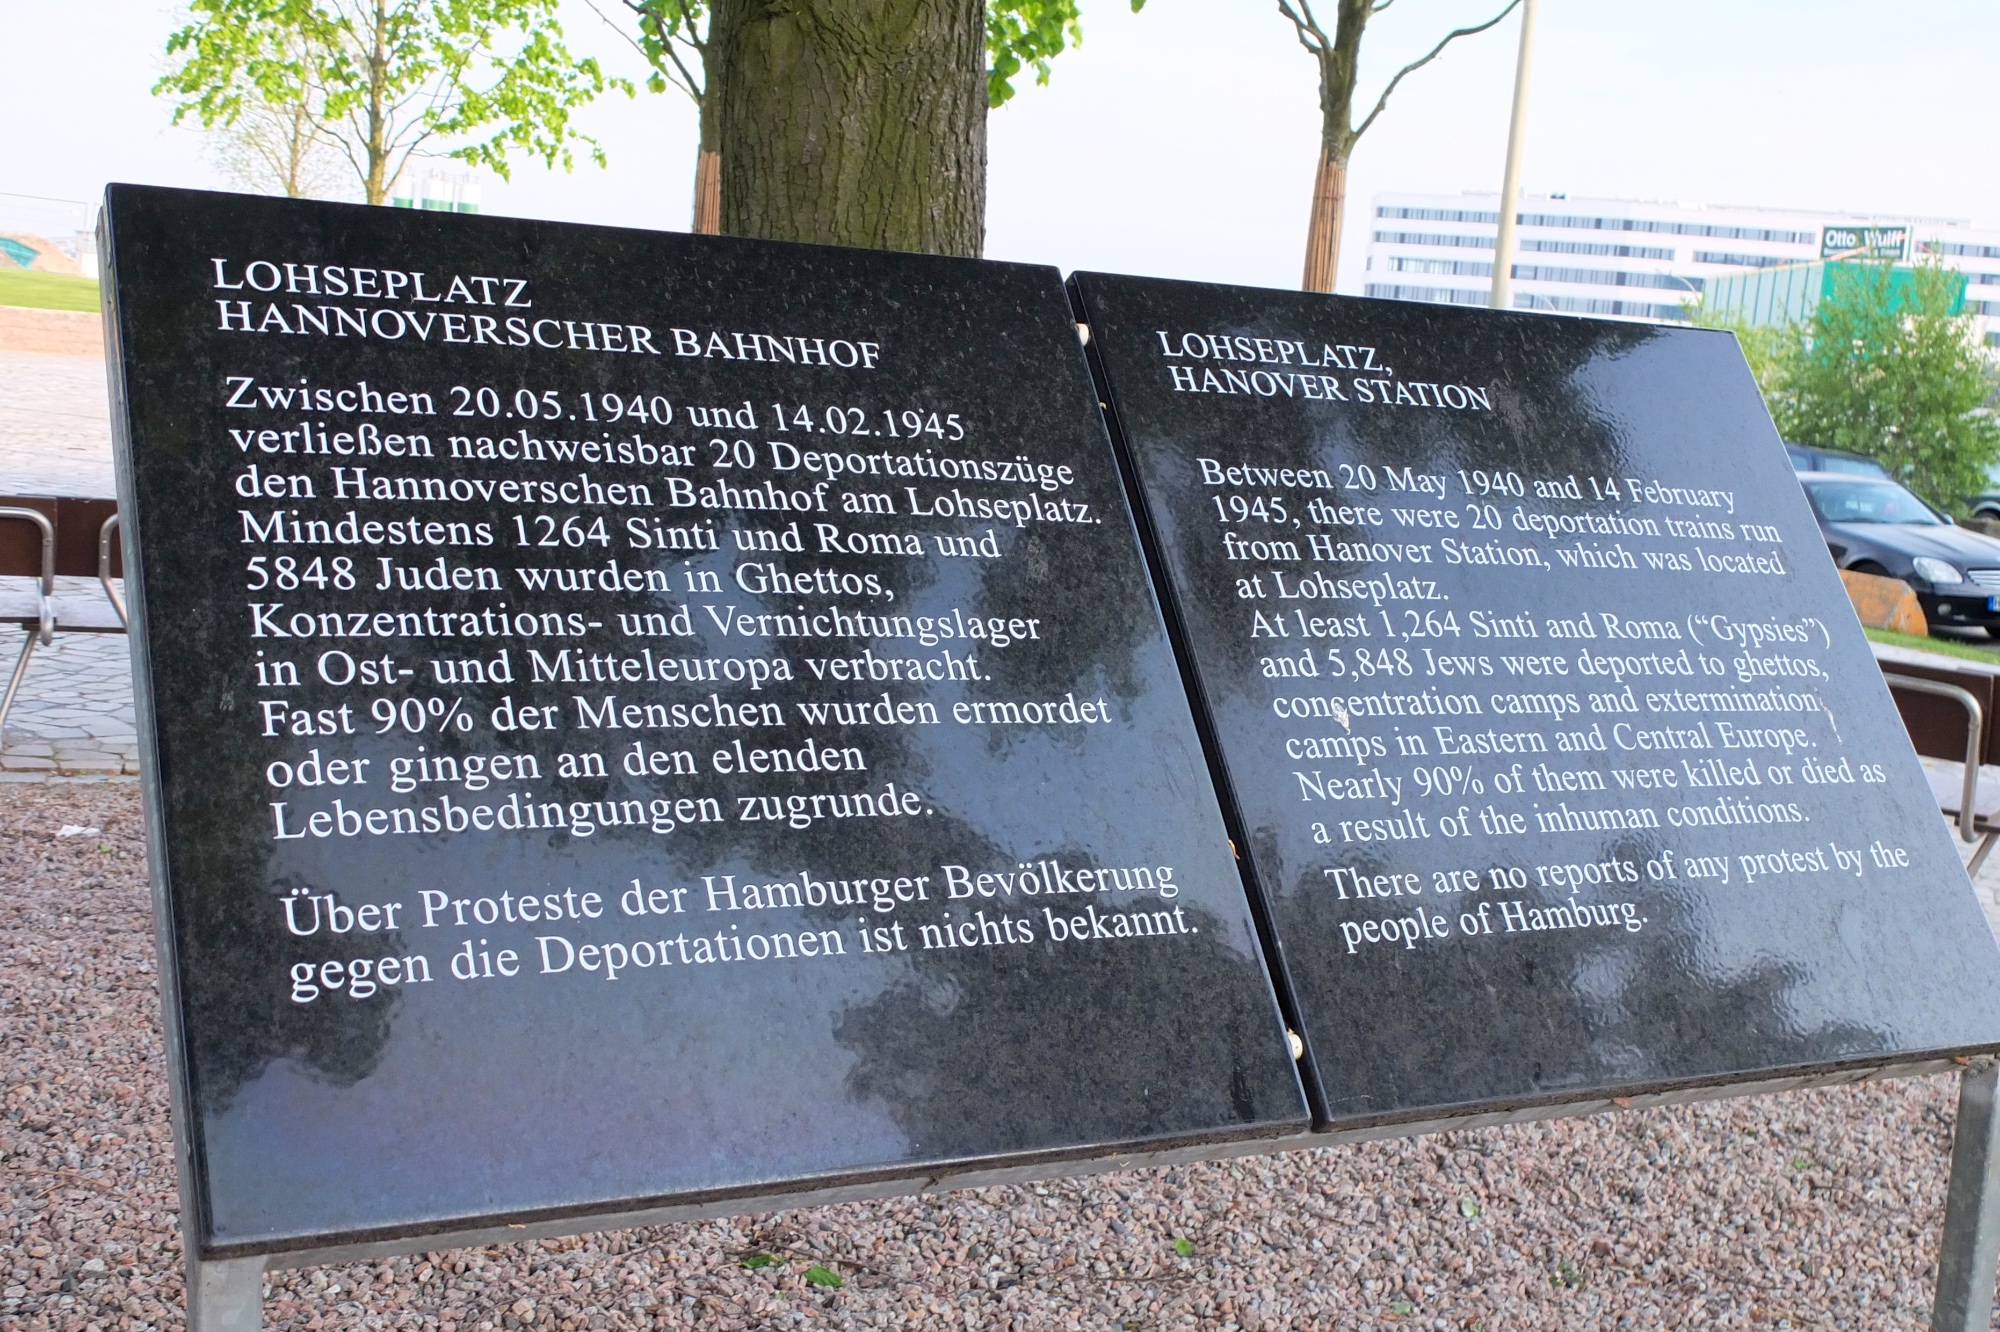 LOHSEPLATZ
HANNOVERSCHER BAHNHOF
Zwischen 20.05.1940 und 14.02.1945
verließen nachweisbar 20 Deportationszüge
den Hannoverschen Bahnhof am Lohseplatz.
Mindestens 1264 Sinti und Roma und
5848 Juden wurden in Ghettos,
Konzentrations- und Vernichtungslager
in Ost- und Mitteleuropa verbracht.
Fast 90% der Menschen wurden ermordet
oder gingen an den elenden
Lebensbedingungen zugrunde.
Über Proteste der Hamburger Bevölkerung
gegen die Deportationen ist nichts bekannt.
LOHSEPLATZ,
HANOVER STATION
Between 20 May 1940 and 14 February
1945, there were 20 deportation trains run
from Hanover Station, which was located
at Lohseplatz.
At least 1,264 Sinti and Roma (“Gypsies”)
and 5,848 Jews were deported to ghettos,
concentration camps and extermination
camps in Eastern and Central Europe.
Nearly 90% of them were killed or died as
a result of the inhuman conditions.
There are no reports of any protest by the
people of Hamburg.
Otto Wulff